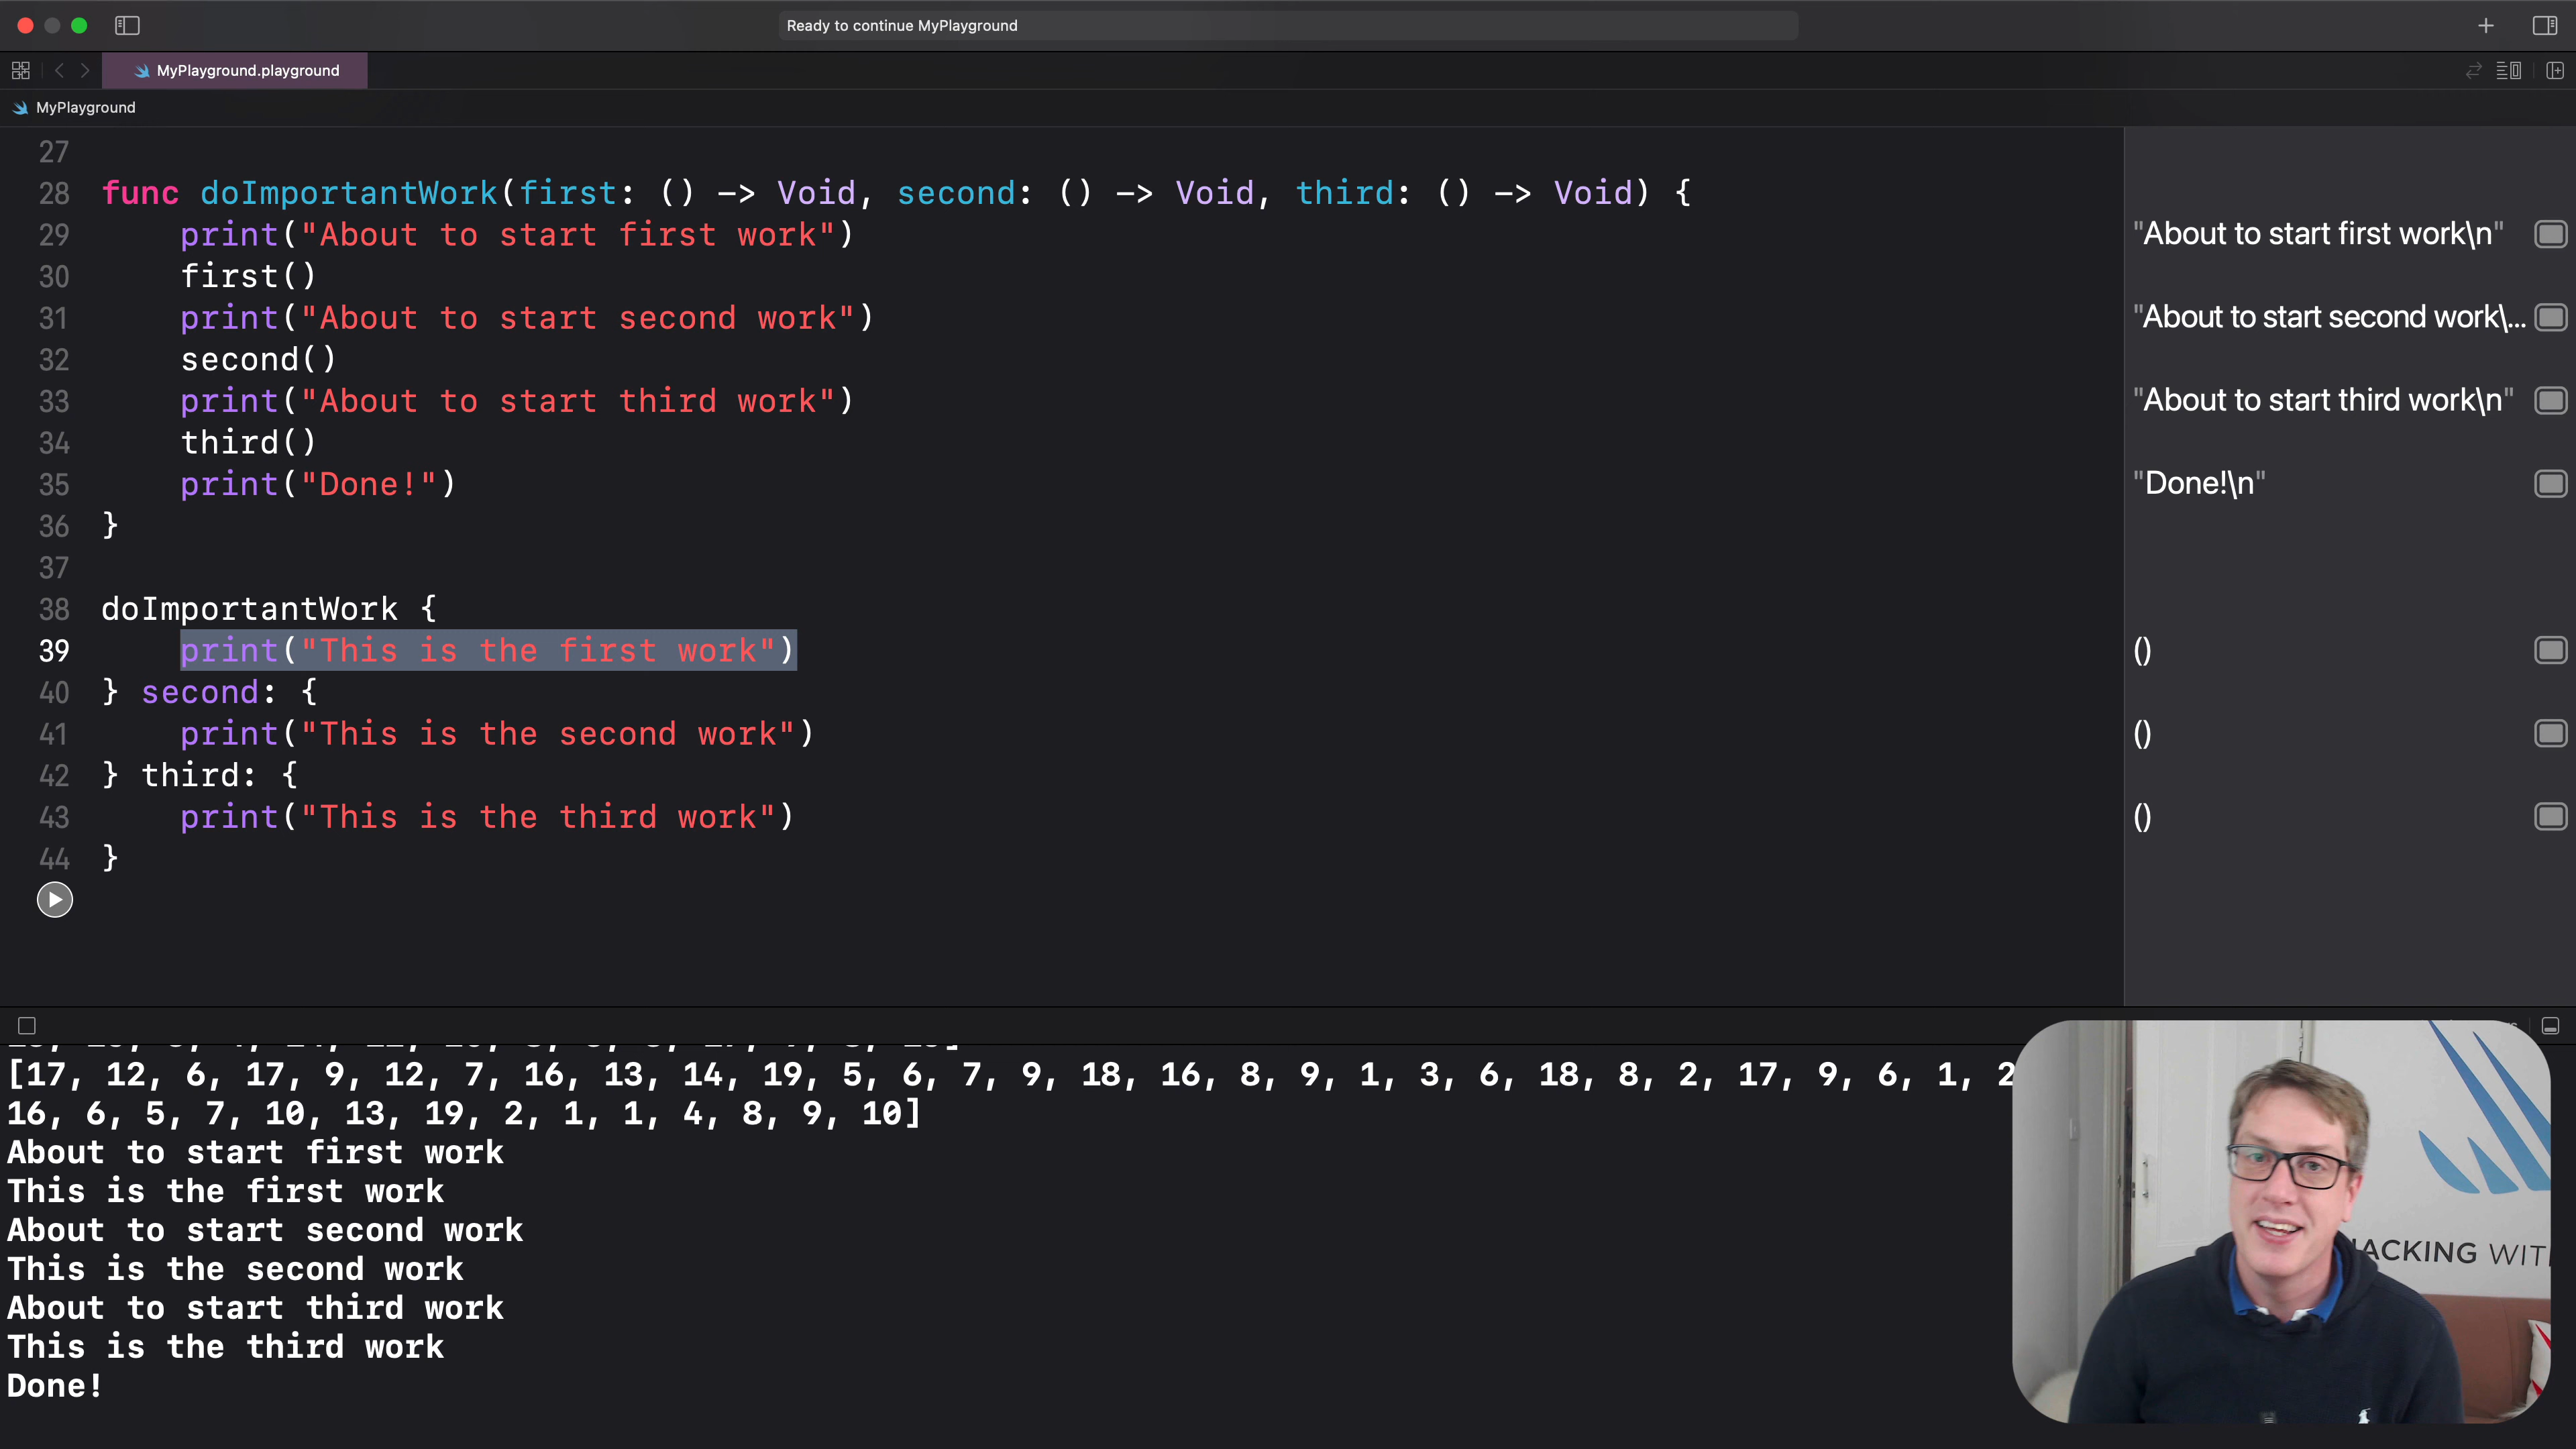 Ready to continue MyPlayground
MyPlayground.playground
MyPlayground
27
28 func doImportantWork(first: () -> Void, second: () -> Void, third: () -> Void) {
29 print("About to start first work") "About to start first work\n"
30 first()
31 print("About to start second work") "About to start second work\...
32 second()
33 print("About to start third work") "About to start third work\n"
34 third()
35 print("Done!") "Done!\n"
36 }
37
38 doImportantWork {
39 print("This is the first work") ()
40 } second: {
41 print("This is the second work") ()
42 } third: {
43 print("This is the third work") ()
44 }
[17, 12, 6, 17, 9, 12, 7, 16, 13, 14, 19, 5, 6, 7, 9, 18, 16, 8, 9, 1, 3, 6, 18, 8, 2, 17, 9, 6, 1, 2
16, 6, 5, 7, 10, 13, 19, 2, 1, 1, 4, 8, 9, 10]
About to start first work
This is the first work
About to start second work
This is the second work
About to start third work
This is the third work
Done!
ACKING WIT